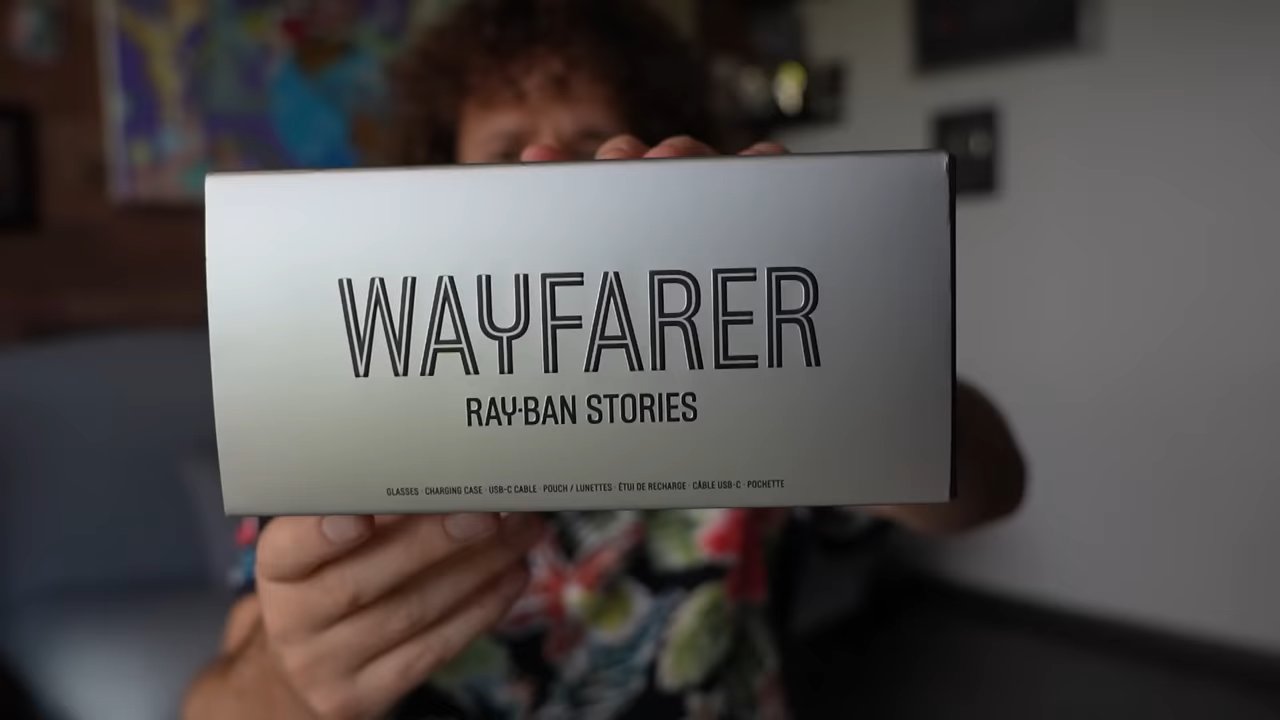 WAYFARER
RAY-BAN STORIES
GLASSES · CHARGING CASE · USB-C CABLE · POUCH / LUNETTES · ÉTUI DE RECHARGE · CÂBLE USB-C · POCHETTE